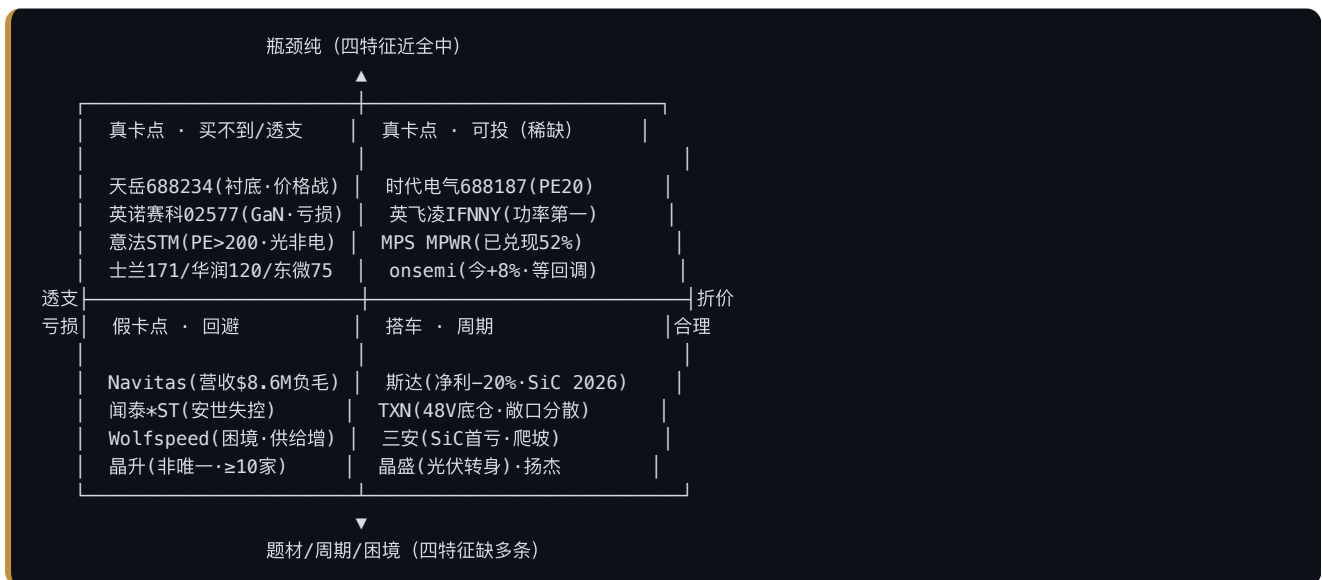 瓶颈纯（四特征近全中）
▲
真卡点 · 买不到/透支 │ 真卡点 · 可投（稀缺） │
│ │ │
│ 天岳688234(衬底·价格战) │ 时代电气688187(PE20) │
│ 英诺赛科02577(GaN·亏损) │ 英飞凌IFNNY(功率第一) │
│ 意法STM(PE>200·光非电) │ MPS MPWR(已兑现52%) │
│ 士兰171/华润120/东微75 │ onsemi(今+8%·等回调) │
透支├──┼──┤折价
亏损│ 假卡点 · 回避 │ 搭车 · 周期 │合理
│ │ │
│ Navitas(营收$8.6M负毛) │ 斯达(净利−20%·SiC 2026) │
│ 闻泰*ST(安世失控) │ TXN(48V底仓·敞口分散) │
│ Wolfspeed(困境·供给增) │ 三安(SiC首亏·爬坡) │
│ 晶升(非唯一·≥10家) │ 晶盛(光伏转身)·扬杰 │
▼
题材/周期/困境（四特征缺多条）